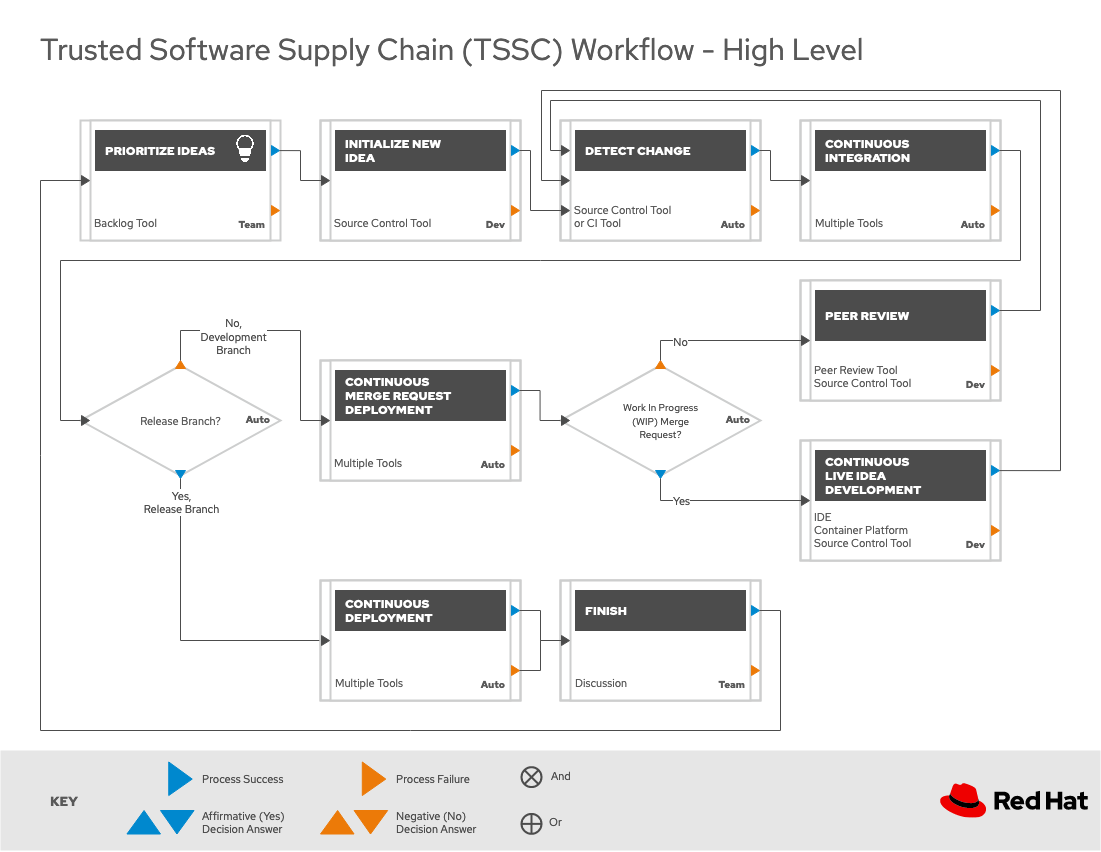 Trusted Software Supply Chain (TSSC) Workflow - High Level
PRIORITIZE IDEAS
Backlog Tool
Team
INITIALIZE NEW
IDEA
Source Control Tool
Dev
DETECT CHANGE
Source Control Tool
or CI Tool
Auto
CONTINUOUS
INTEGRATION
Multiple Tools
Auto
No,
Development
Branch
Release Branch?
Auto
Yes,
Release Branch
CONTINUOUS
MERGE REQUEST
DEPLOYMENT
Multiple Tools
Auto
No
Work In Progress
(WIP) Merge
Request?
Auto
Yes
PEER REVIEW
Peer Review Tool
Source Control Tool
Dev
CONTINUOUS
LIVE IDEA
DEVELOPMENT
IDE
Container Platform
Source Control Tool
Dev
CONTINUOUS
DEPLOYMENT
Multiple Tools
Auto
FINISH
Discussion
Team
KEY
Process Success
Affirmative (Yes)
Decision Answer
Process Failure
Negative (No)
Decision Answer
And
Or
Red Hat